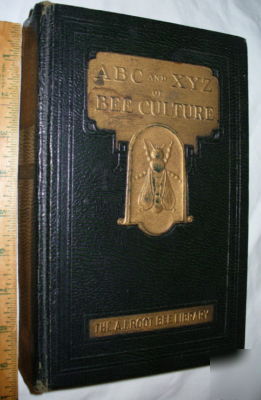 ABC AND XYZ
OF
BEE CULTURE
THE A.I. ROOT BEE LIBRARY